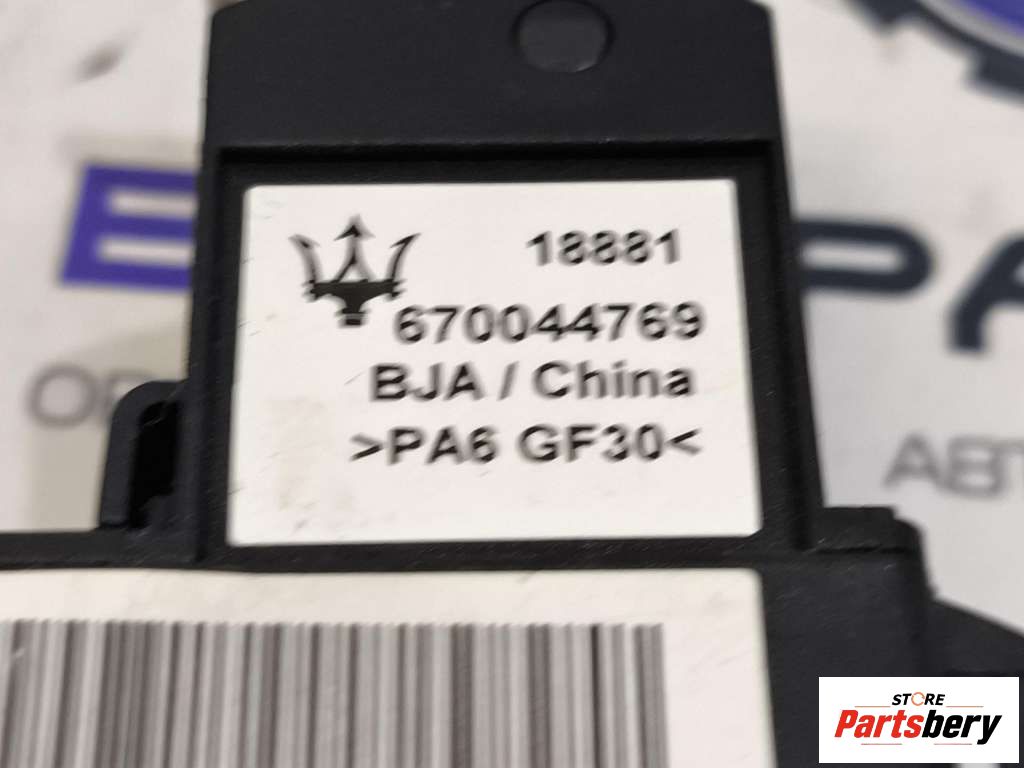 18881
670044769
BJA / China
>PA6 GF30<
STORE
Partsbery